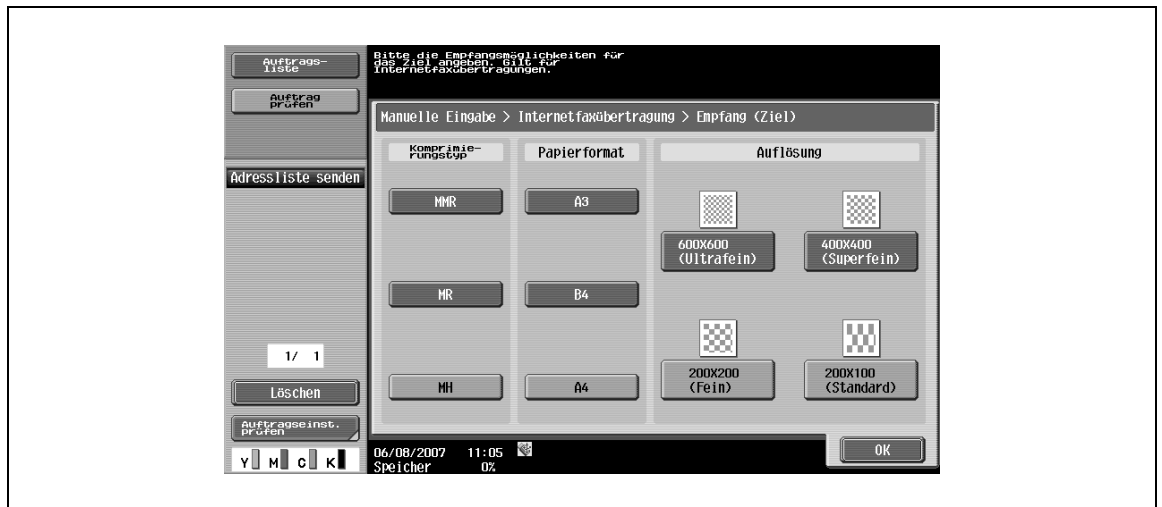 Auftrags-
liste
Auftrag
prüfen
Adressliste senden
1/ 1
Löschen
Auftragseinst.
prüfen
Y M C K
Bitte die Empfangsmöglichkeiten für
das Ziel angeben. Gilt für
Internetfaxübertragungen.
Manuelle Eingabe > Internetfaxübertragung > Empfang (Ziel)
Komprimie-
rungstyp
MMR
MR
MH
Papierformat
A3
B4
A4
Auflösung
600X600
(Ultrafein)
400X400
(Superfein)
200X200
(Fein)
200X100
(Standard)
06/08/2007 11:05
Speicher 0%
OK